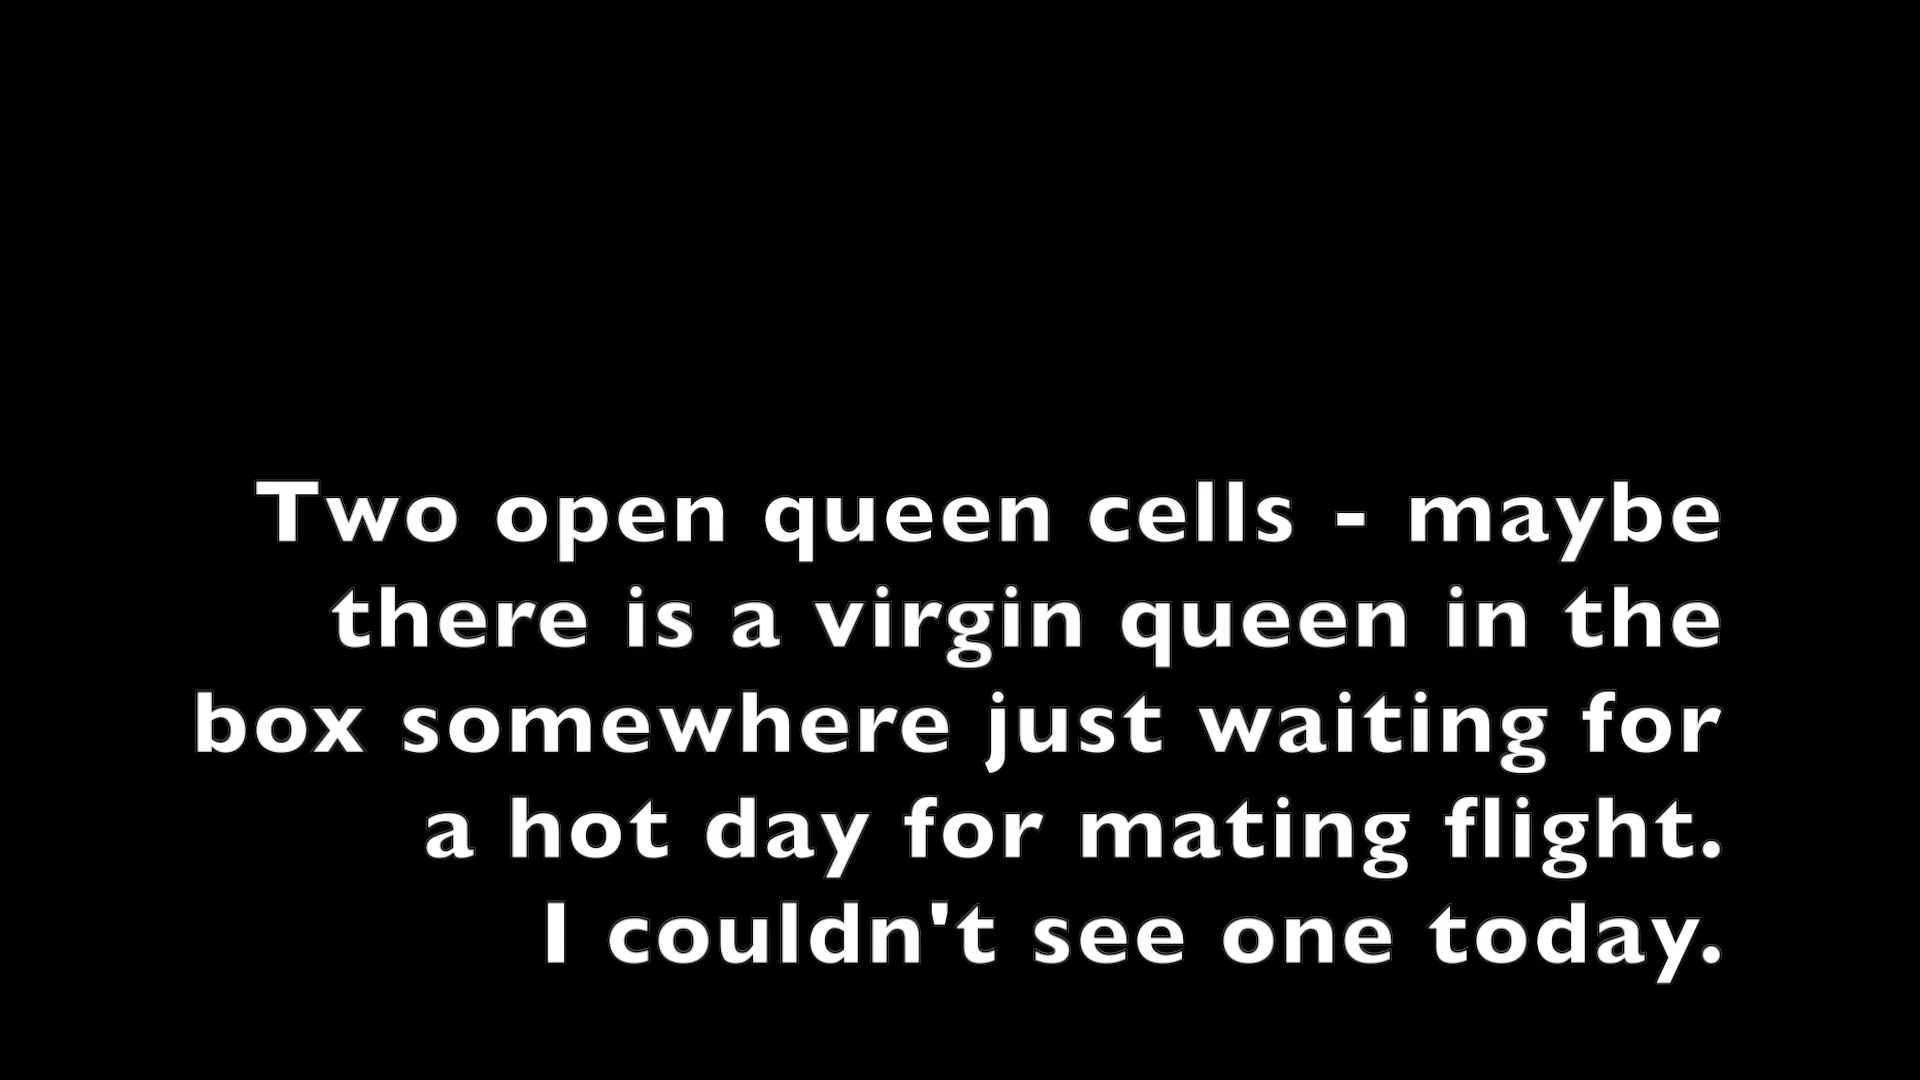 Two open queen cells - maybe
there is a virgin queen in the
box somewhere just waiting for
a hot day for mating flight.
I couldn't see one today.